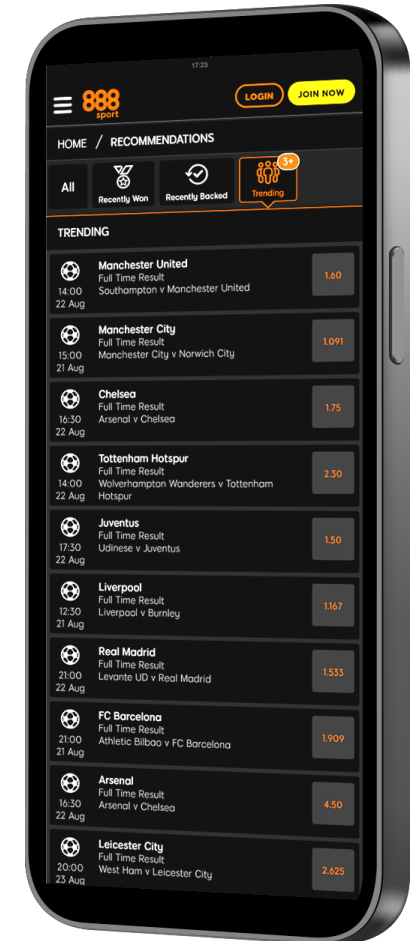 17:23
888
sport
LOGIN
JOIN NOW
HOME / RECOMMENDATIONS
All
Recently Won
Recently Backed
3+
Trending
TRENDING
Manchester United
Full Time Result
14:00
Southampton v Manchester United
22 Aug
1.60
Manchester City
Full Time Result
15:00
Manchester City v Norwich City
21 Aug
1.091
Chelsea
Full Time Result
16:30
Arsenal v Chelsea
22 Aug
1.75
Tottenham Hotspur
Full Time Result
14:00
Wolverhampton Wanderers v Tottenham
22 Aug
Hotspur
2.30
Juventus
Full Time Result
17:30
Udinese v Juventus
22 Aug
1.50
Liverpool
Full Time Result
12:30
Liverpool v Burnley
21 Aug
1.167
Real Madrid
Full Time Result
21:00
Levante UD v Real Madrid
22 Aug
1.533
FC Barcelona
Full Time Result
21:00
Athletic Bilbao v FC Barcelona
21 Aug
1.909
Arsenal
Full Time Result
16:30
Arsenal v Chelsea
22 Aug
4.50
Leicester City
Full Time Result
20:00
West Ham v Leicester City
23 Aug
2.625